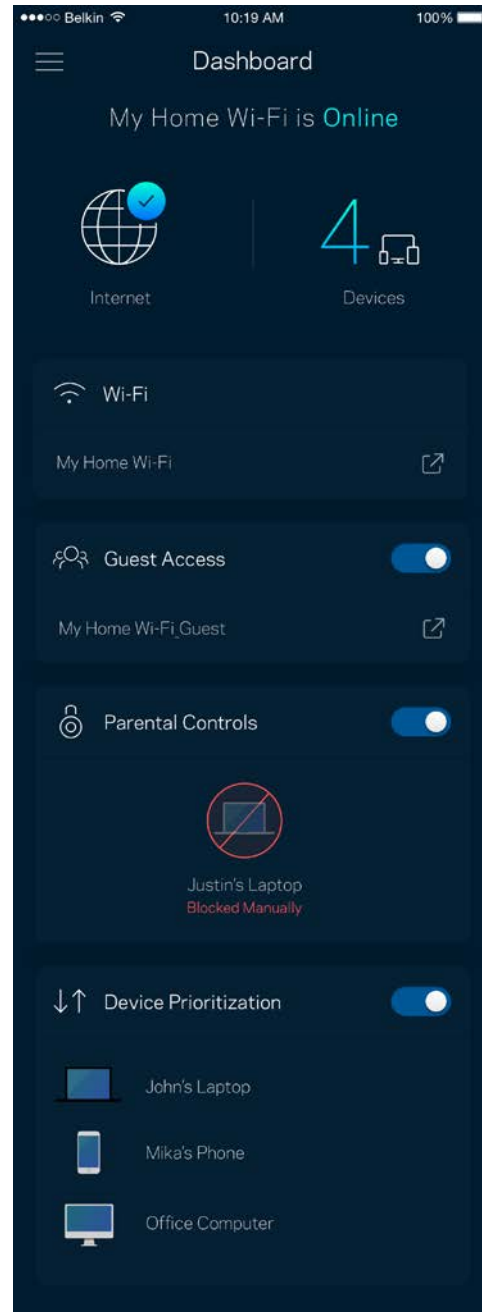 Belkin 10:19 AM 100%
Dashboard
My Home Wi-Fi is Online
4
Internet Devices
Wi-Fi
My Home Wi-Fi
Guest Access
My Home Wi-Fi_Guest
Parental Controls
Justin's Laptop
Blocked Manually
Device Prioritization
John's Laptop
Mika's Phone
Office Computer